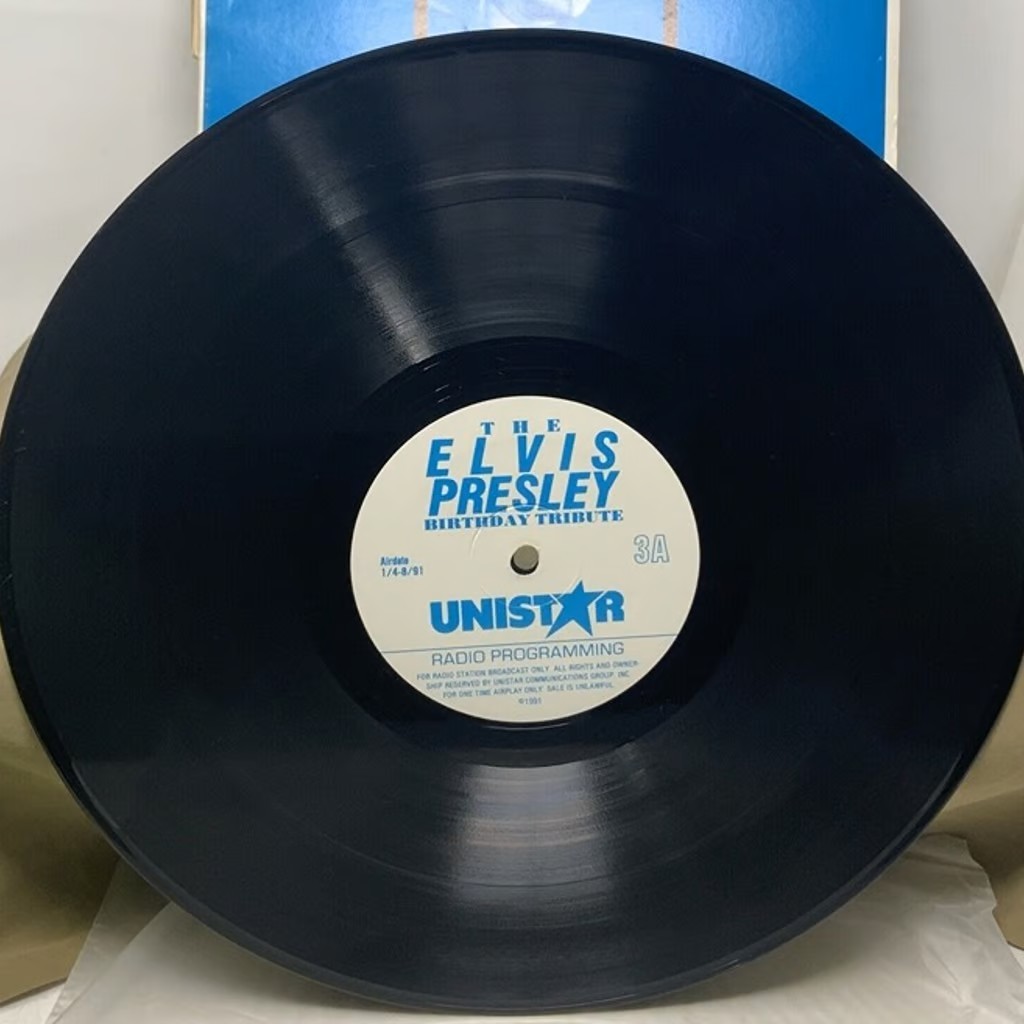 THE
ELVIS
PRESLEY
BIRTHDAY TRIBUTE
3A
Airdate
1/4-8/91
UNISTAR
RADIO PROGRAMMING
FOR RADIO STATION BROADCAST ONLY. ALL RIGHTS AND OWNER-
SHIP RESERVED BY UNISTAR COMMUNICATIONS GROUP, INC.
FOR ONE TIME AIRPLAY ONLY. SALE IS UNLAWFUL.
©1991